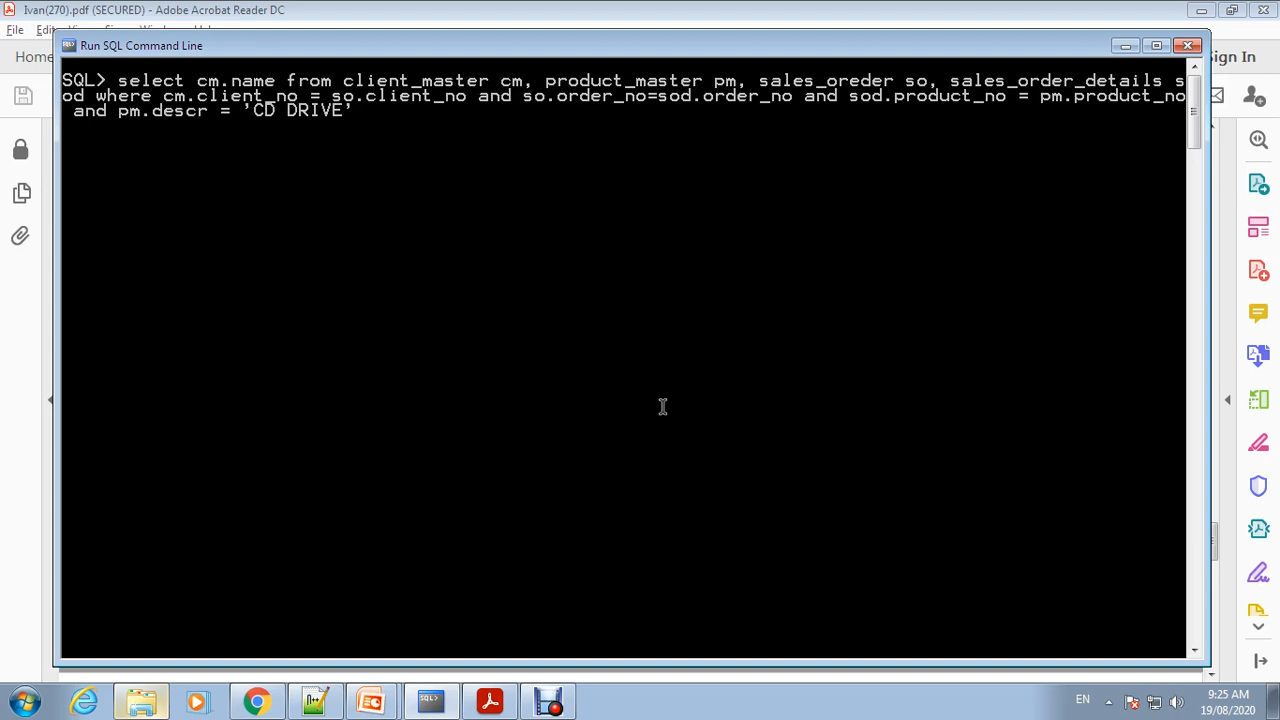 Ivan(270).pdf (SECURED) - Adobe Acrobat Reader DC
File
Home
Sign In
Run SQL Command Line
SQL> select cm.name from client_master cm, product_master pm, sales_oreder so, sales_order_details s
od where cm.client_no = so.client_no and so.order_no=sod.order_no and sod.product_no = pm.product_no
and pm.descr = 'CD DRIVE'
EN
9:25 AM
19/08/2020